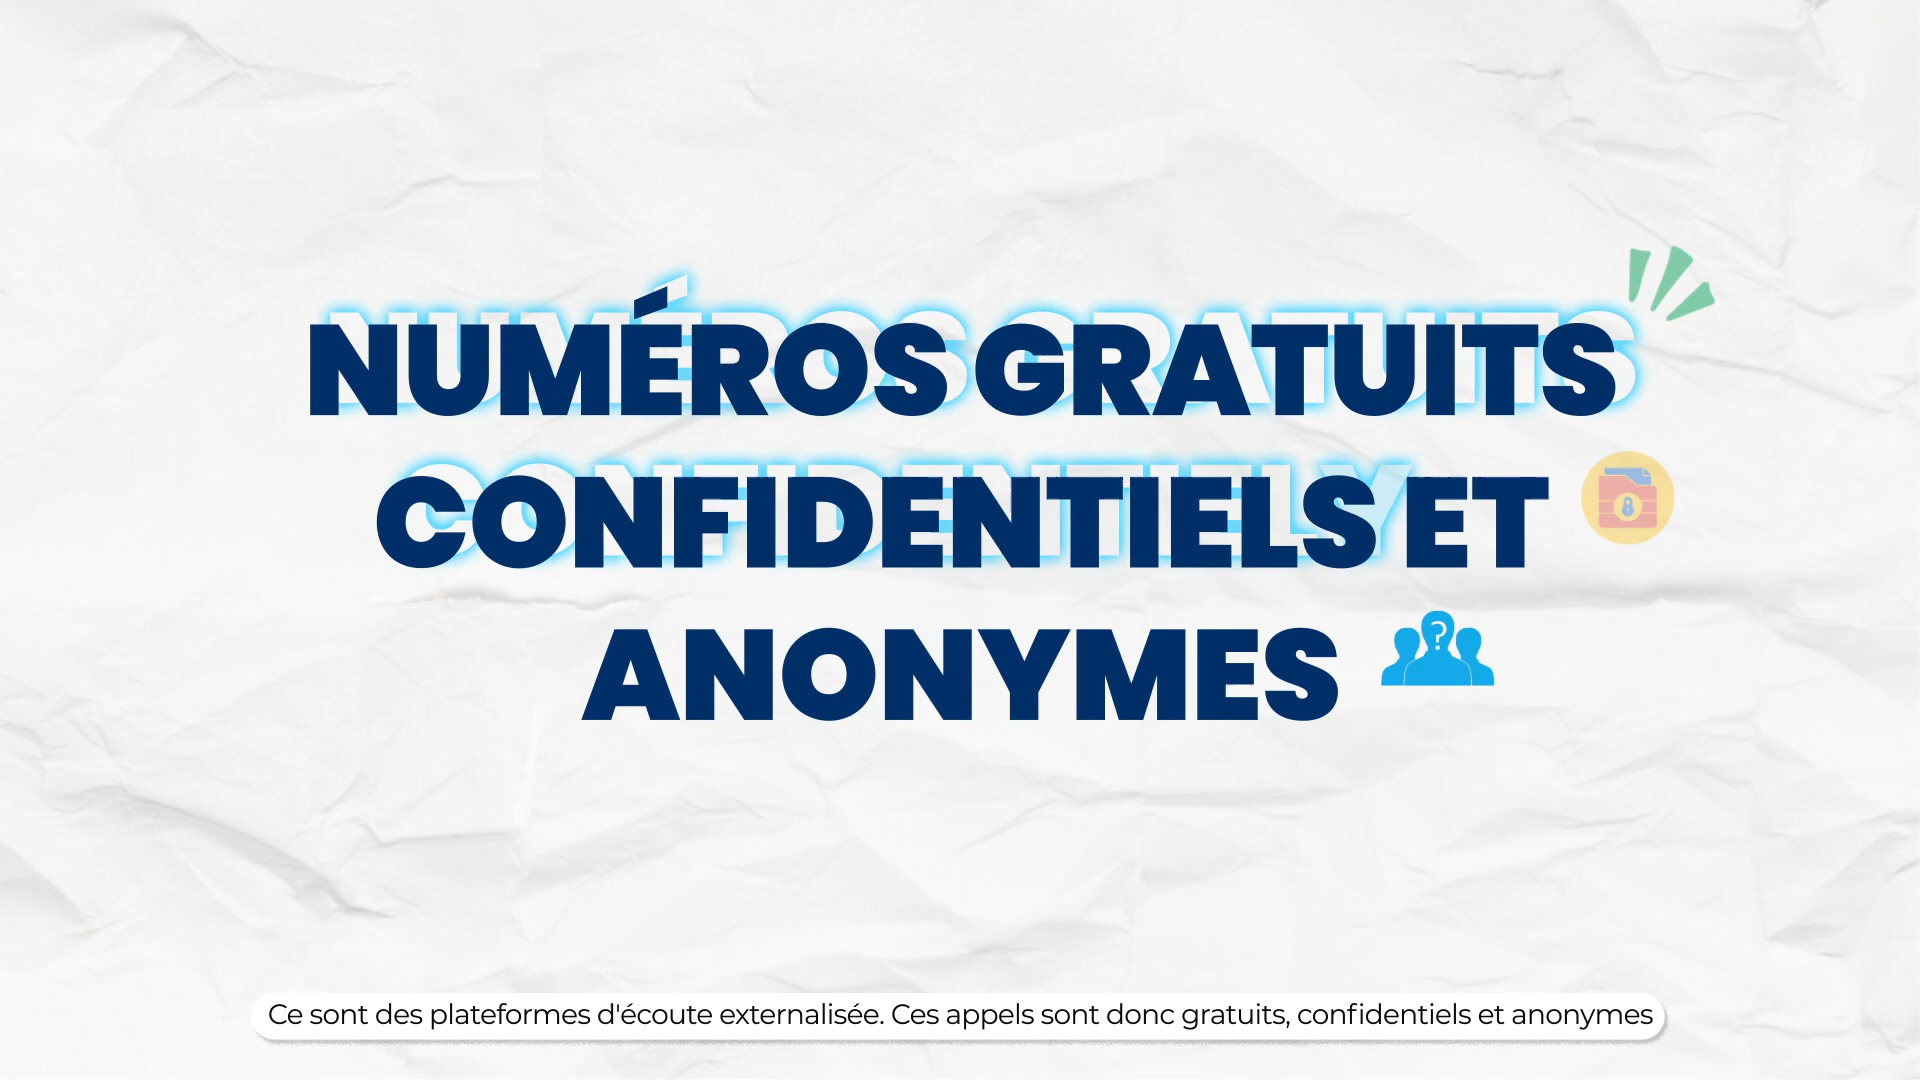 NUMÉROS GRATUITS
CONFIDENTIELS ET
ANONYMES
?
Ce sont des plateformes d'écoute externalisée. Ces appels sont donc gratuits, confidentiels et anonymes